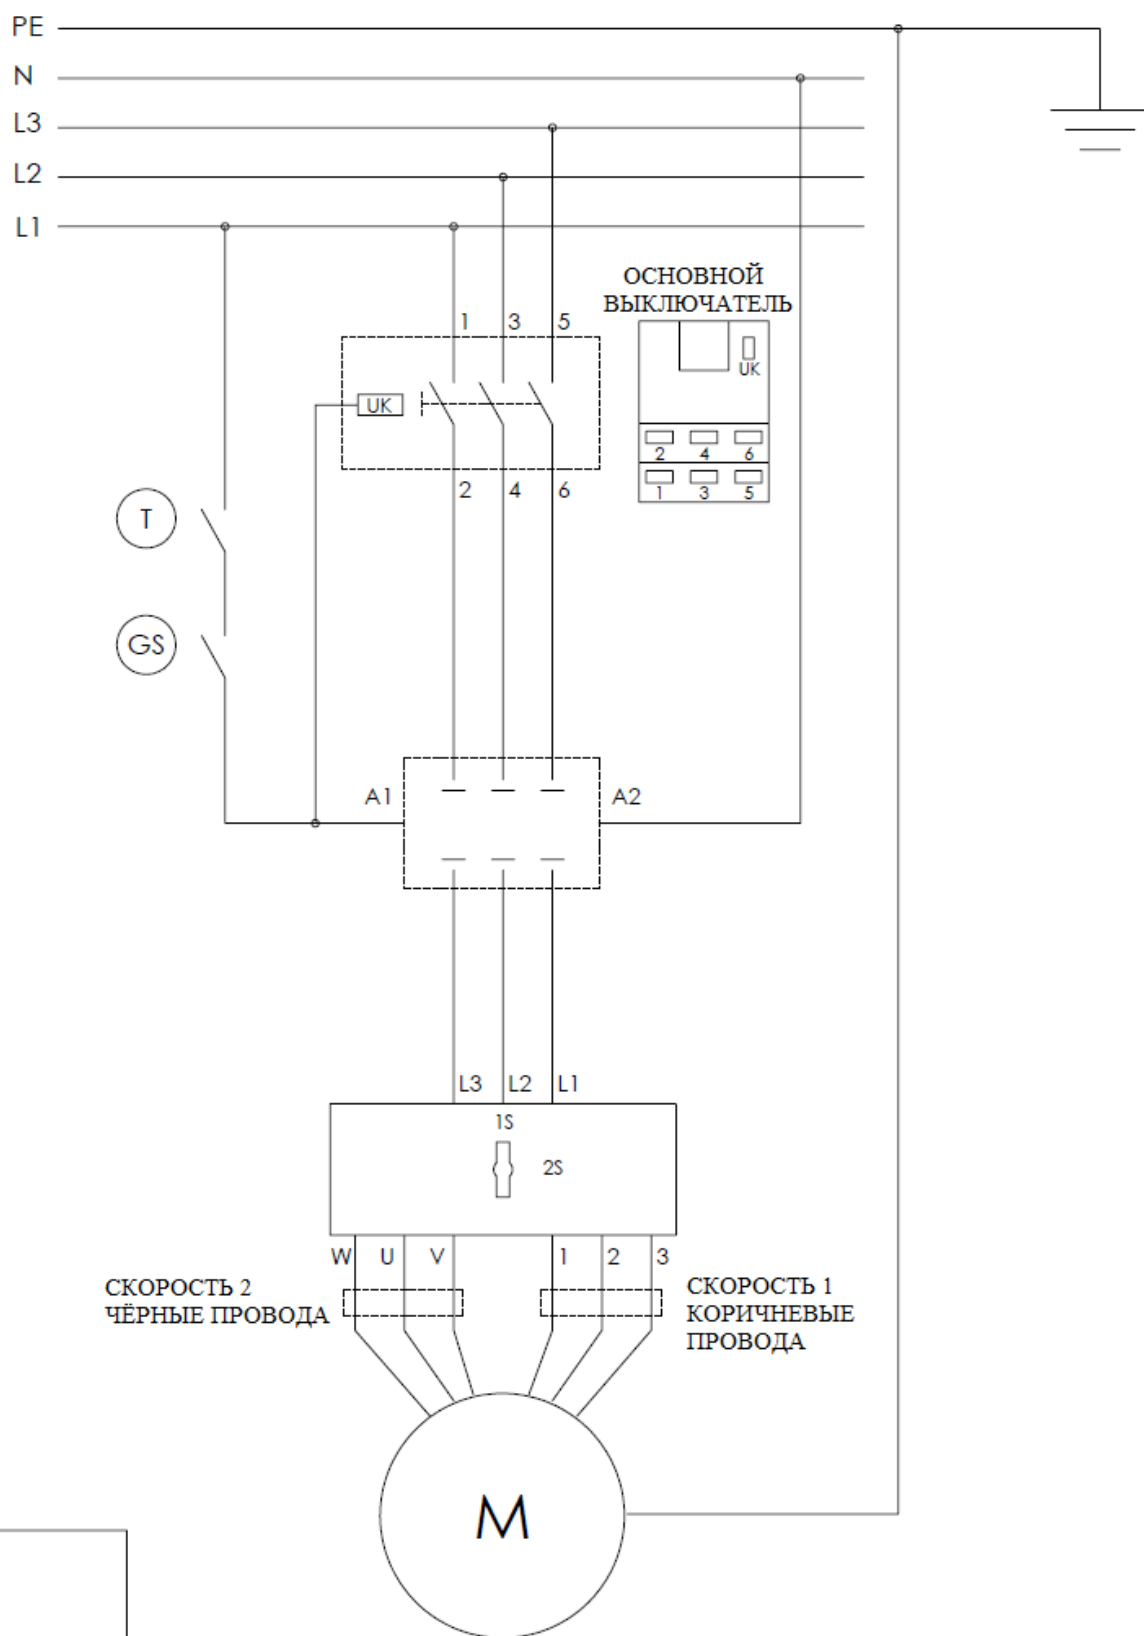 PE
N
L3
L2
L1
ОСНОВНОЙ
ВЫКЛЮЧАТЕЛЬ
1 3 5
UK
UK
2 4 6
1 3 5
2 4 6
T
GS
A1 A2
L3 L2 L1
1S
2S
W U V 1 2 3
СКОРОСТЬ 2
ЧЁРНЫЕ ПРОВОДА
СКОРОСТЬ 1
КОРИЧНЕВЫЕ
ПРОВОДА
M